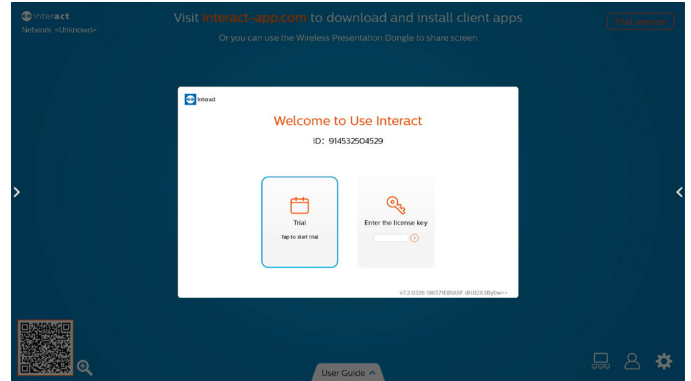 interact
Network: <Unknown>
Visit interact-app.com to download and install client apps
Or you can use the Wireless Presentation Dongle to share screen
Trial version
Interact
Welcome to Use Interact
ID: 914532504529
Trial
Tap to start trial
Enter the license key
User Guide